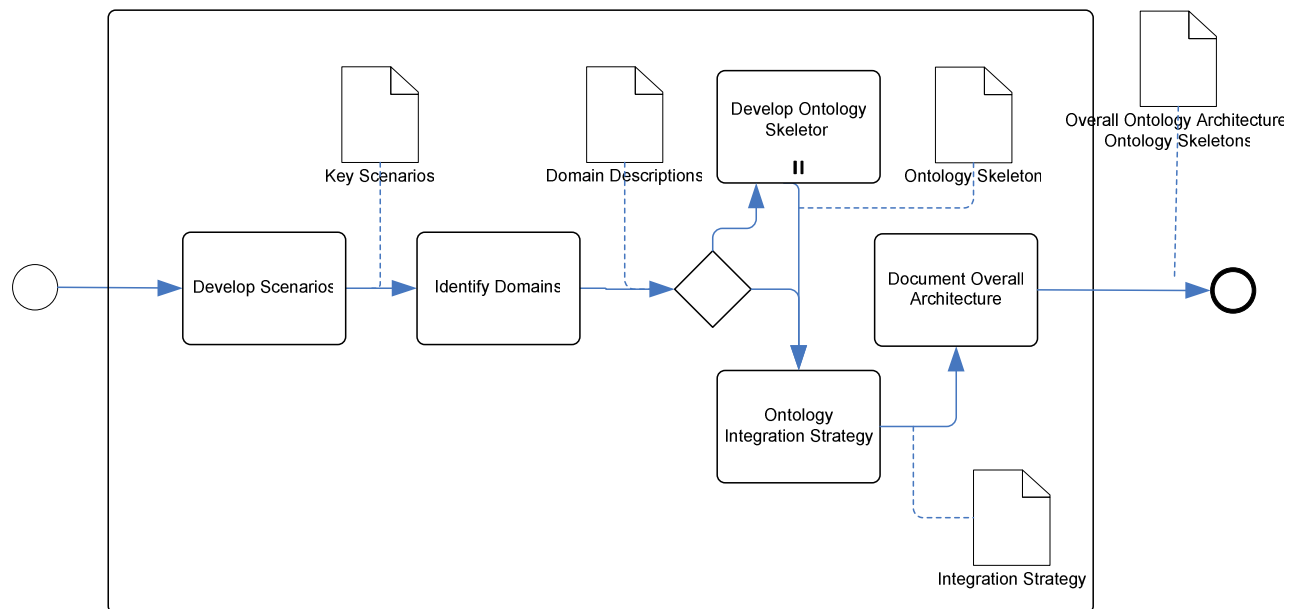 Develop Ontology
Skeletor
Overall Ontology Architecture
Ontology Skeletons
Key Scenarios
Domain Descriptions
Ontology Skeleton
Develop Scenarios
Identify Domains
Document Overall
Architecture
Ontology
Integration Strategy
Integration Strategy